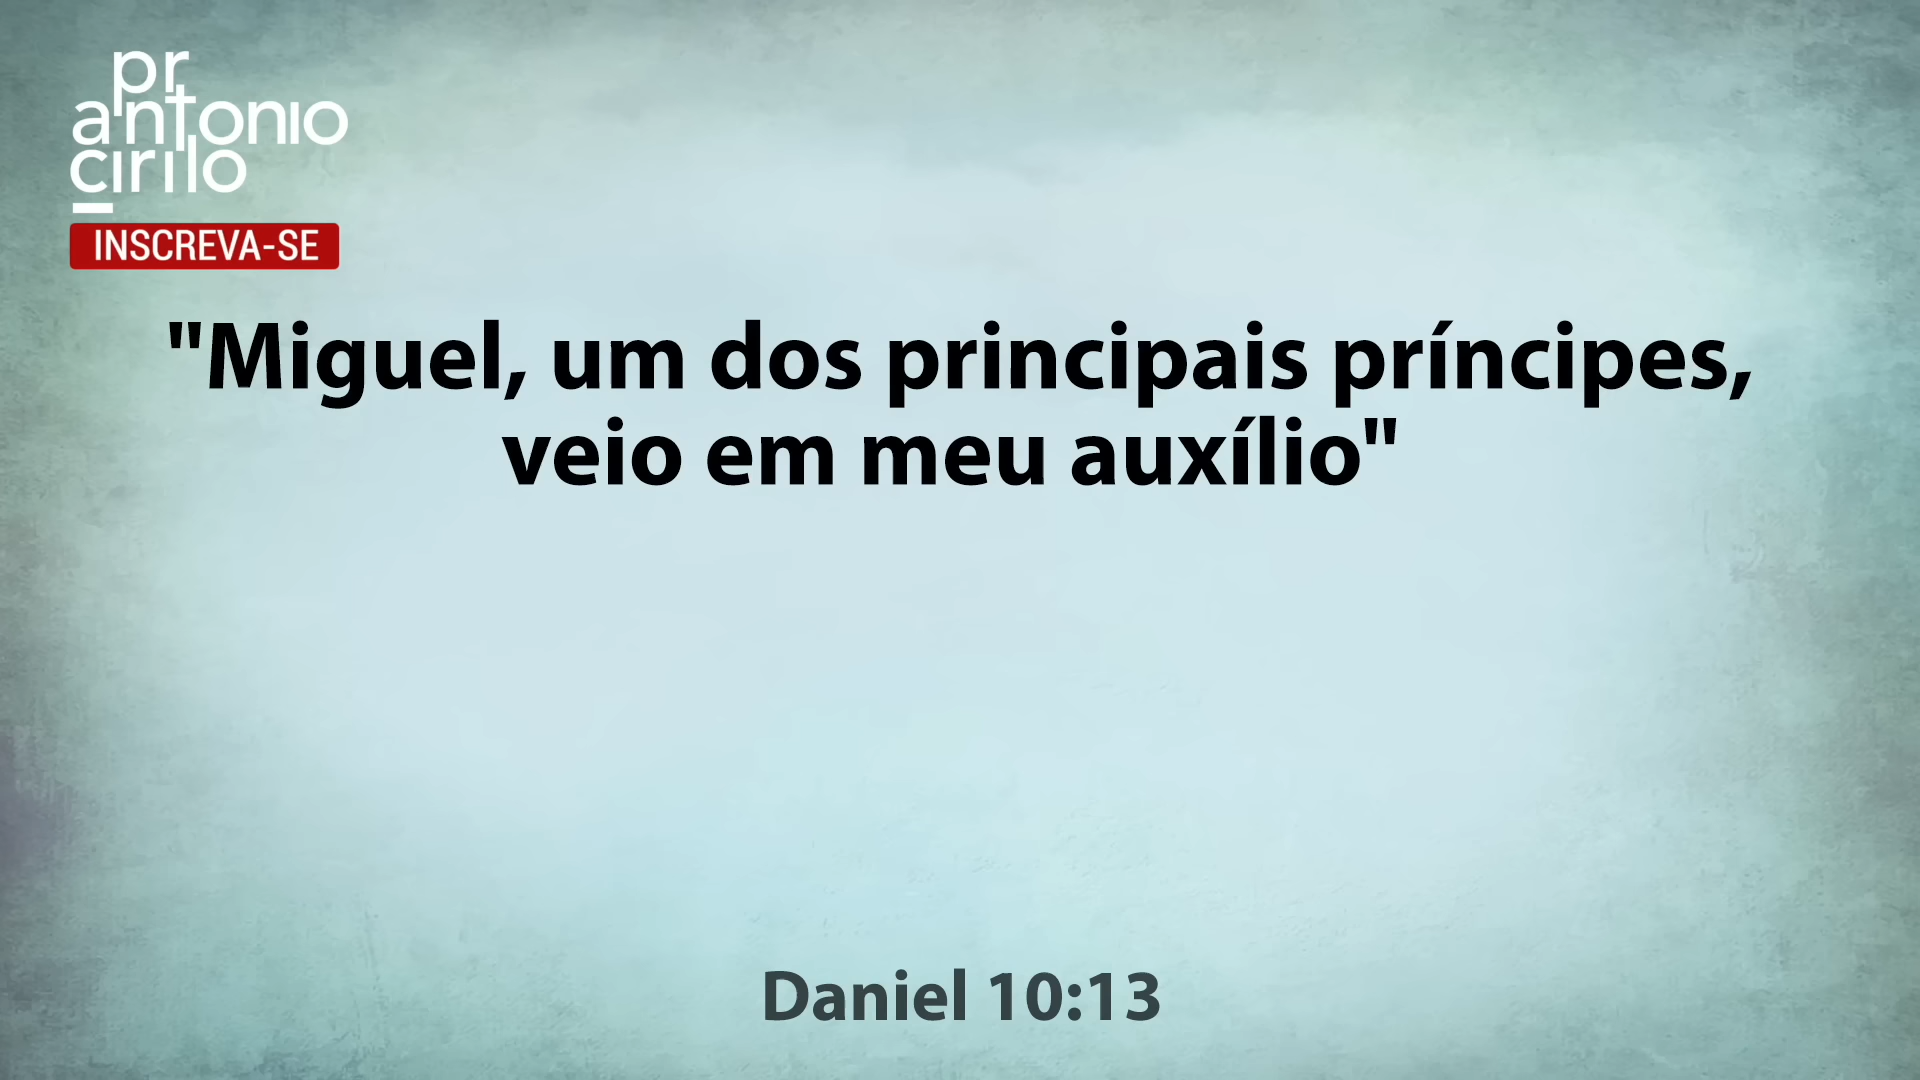 pr
antonio
cirilo
INSCREVA-SE
"Miguel, um dos principais príncipes,
veio em meu auxílio"
Daniel 10:13